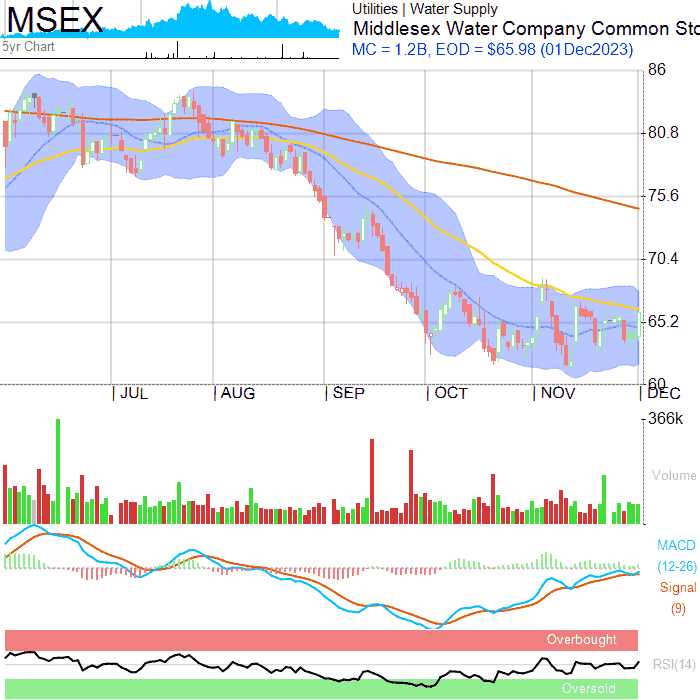 MSEX
5yr Chart
Utilities | Water Supply
Middlesex Water Company Common Sto
MC = 1.2B, EOD = $65.98 (01Dec2023)
86
80.8
75.6
70.4
65.2
60
JUL AUG SEP OCT NOV DEC
366k
Volume
MACD
(12-26)
Signal
(9)
Overbought
RSI(14)
Oversold